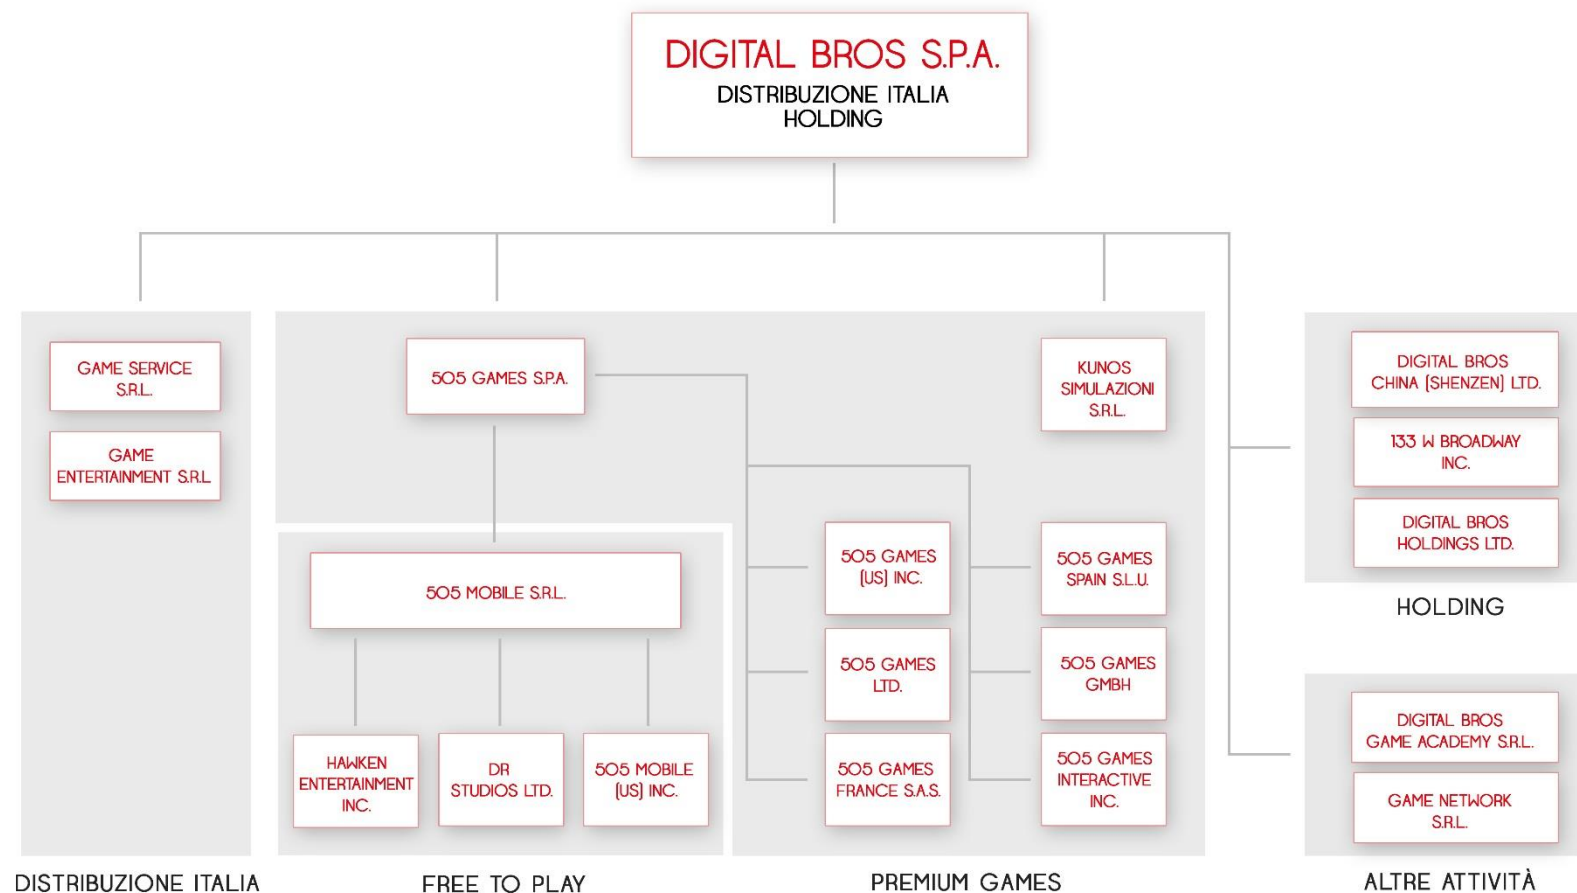 DIGITAL BROS S.P.A.
DISTRIBUZIONE ITALIA
HOLDING
GAME SERVICE
S.R.L.
GAME
ENTERTAINMENT S.R.L
DISTRIBUZIONE ITALIA
505 GAMES S.P.A.
KUNOS
SIMULAZIONI
S.R.L.
505 MOBILE S.R.L.
HAWKEN
ENTERTAINMENT
INC.
DR
STUDIOS LTD.
505 MOBILE
(US) INC.
FREE TO PLAY
505 GAMES
(US) INC.
505 GAMES
LTD.
505 GAMES
FRANCE S.A.S.
505 GAMES
SPAIN S.L.U.
505 GAMES
GMBH
505 GAMES
INTERACTIVE
INC.
PREMIUM GAMES
DIGITAL BROS
CHINA (SHENZEN) LTD.
133 W BROADWAY
INC.
DIGITAL BROS
HOLDINGS LTD.
HOLDING
DIGITAL BROS
GAME ACADEMY S.R.L.
GAME NETWORK
S.R.L.
ALTRE ATTIVITÀ